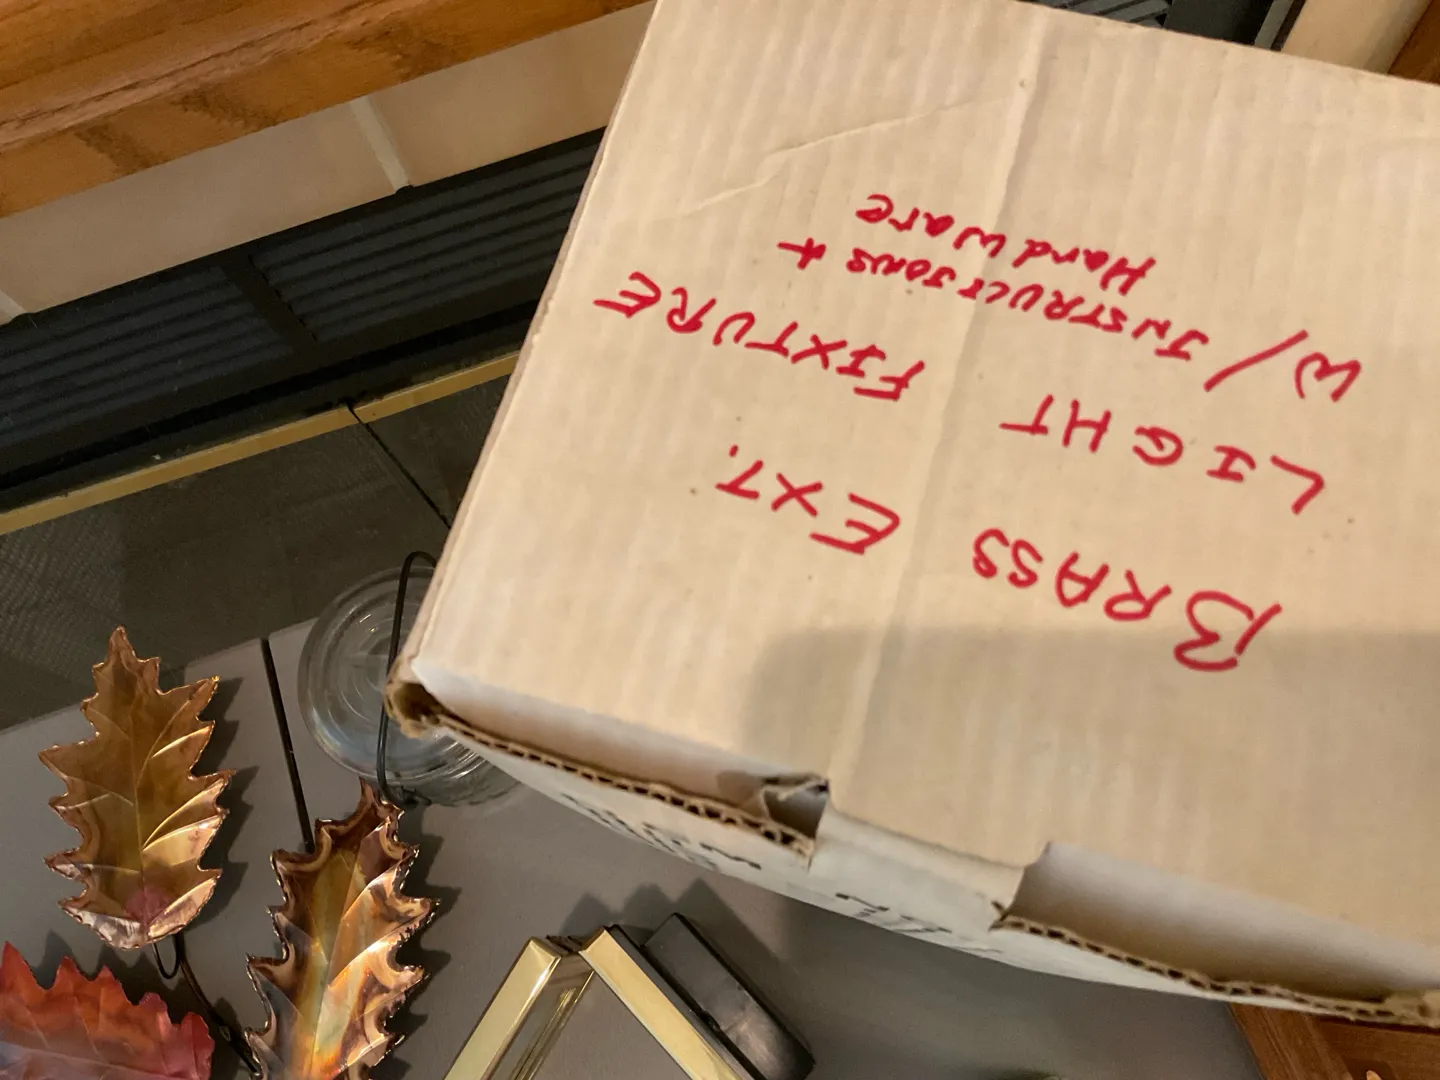 BRASS EXT.
LIGHT FIXTURE
W/ INSTRUCTIONS +
Hardware